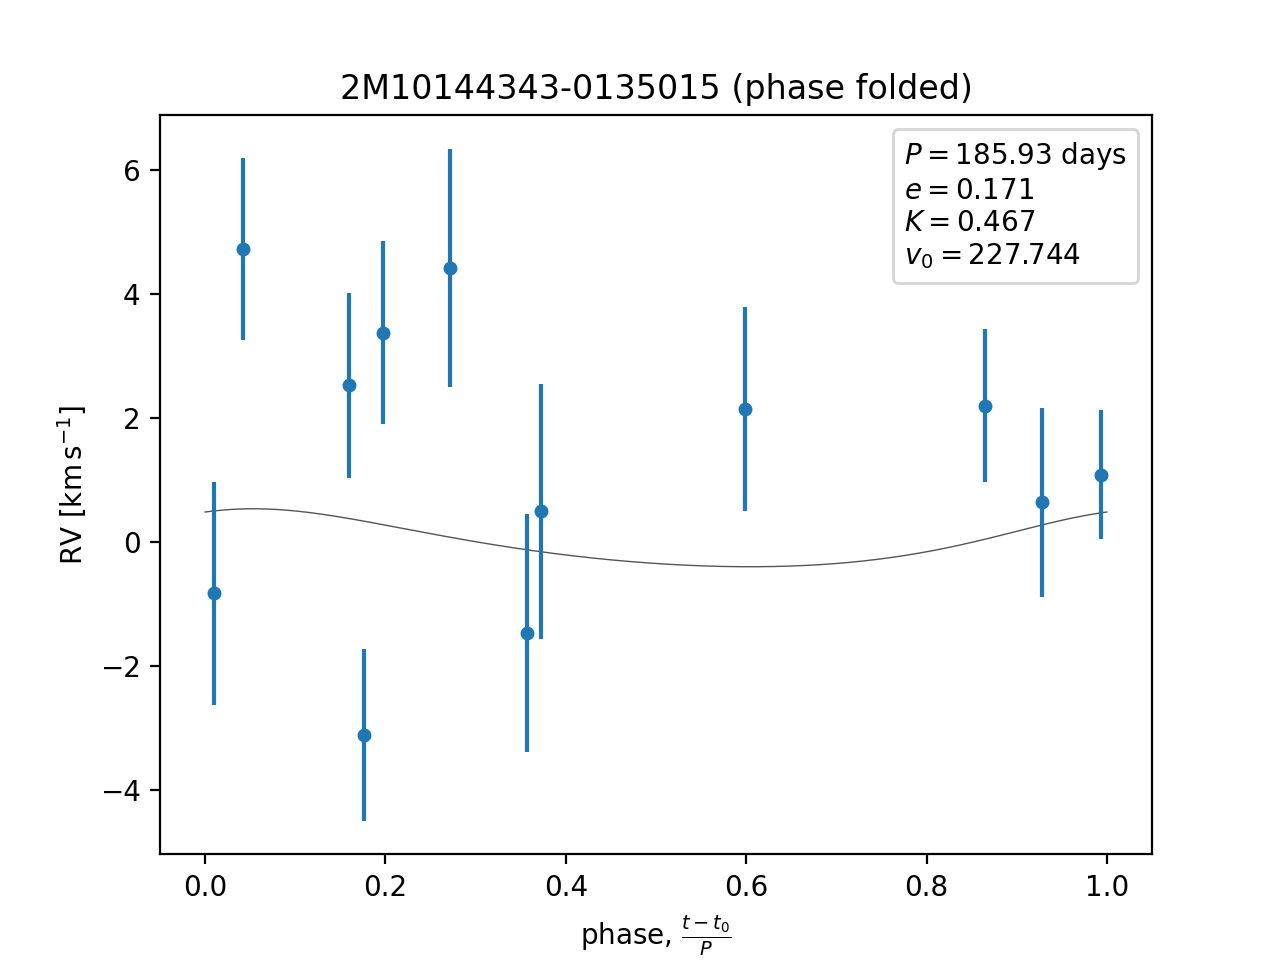 2M10144343-0135015 (phase folded)
P = 185.93 days
e = 0.171
K = 0.467
v₀ = 227.744
RV [km s⁻¹]
6
4
2
0
−2
−4
0.0 0.2 0.4 0.6 0.8 1.0
phase, (t − t₀)/P